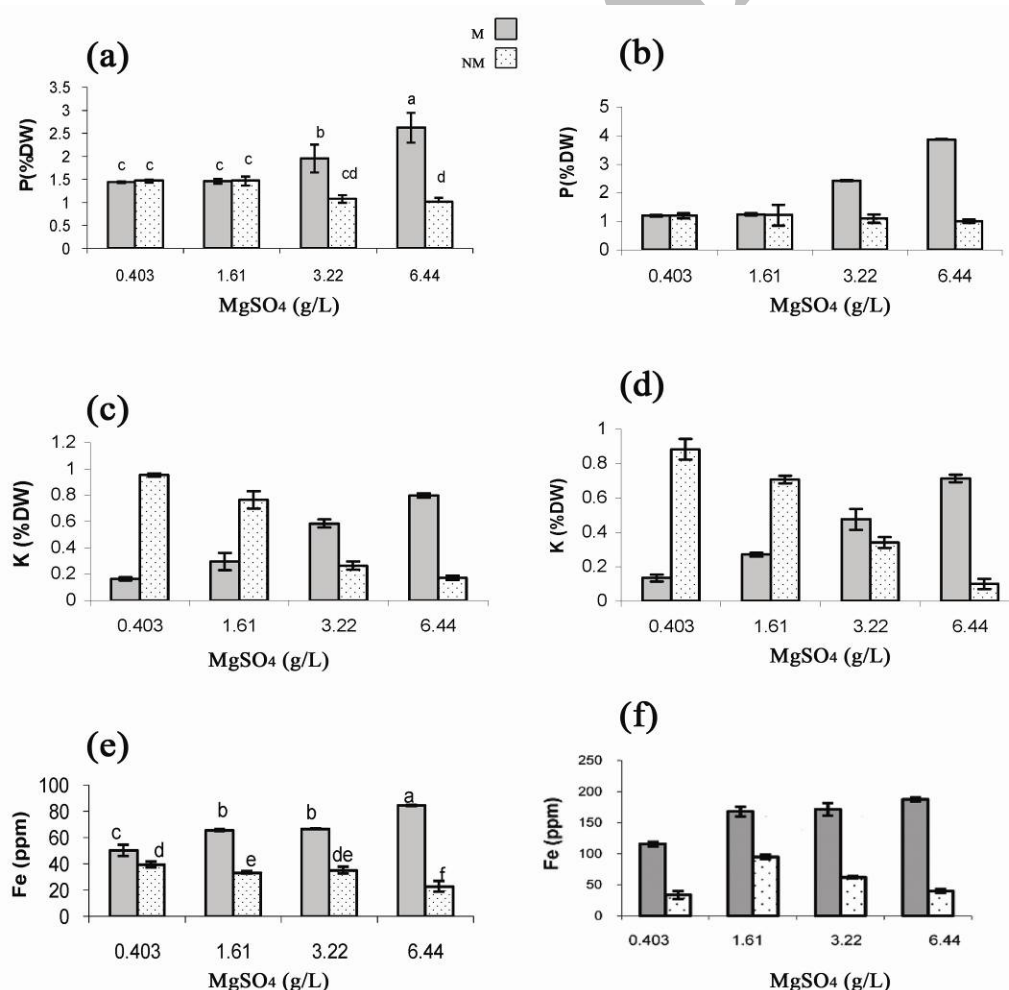 M
NM
(a)
P(%DW)
3.5
3
2.5
2
1.5
1
0.5
0
c c c c b cd a d
0.403 1.61 3.22 6.44
MgSO4 (g/L)
(b)
P(%DW)
5
4
3
2
1
0
0.403 1.61 3.22 6.44
MgSO4 (g/L)
(c)
K (%DW)
1.2
1
0.8
0.6
0.4
0.2
0
0.403 1.61 3.22 6.44
MgSO4 (g/L)
(d)
K (%DW)
1
0.8
0.6
0.4
0.2
0
0.403 1.61 3.22 6.44
MgSO4 (g/L)
(e)
Fe (ppm)
100
80
60
40
20
0
c d b e b de a f
0.403 1.61 3.22 6.44
MgSO4 (g/L)
(f)
Fe (ppm)
250
200
150
100
50
0
0.403 1.61 3.22 6.44
MgSO4 (g/L)